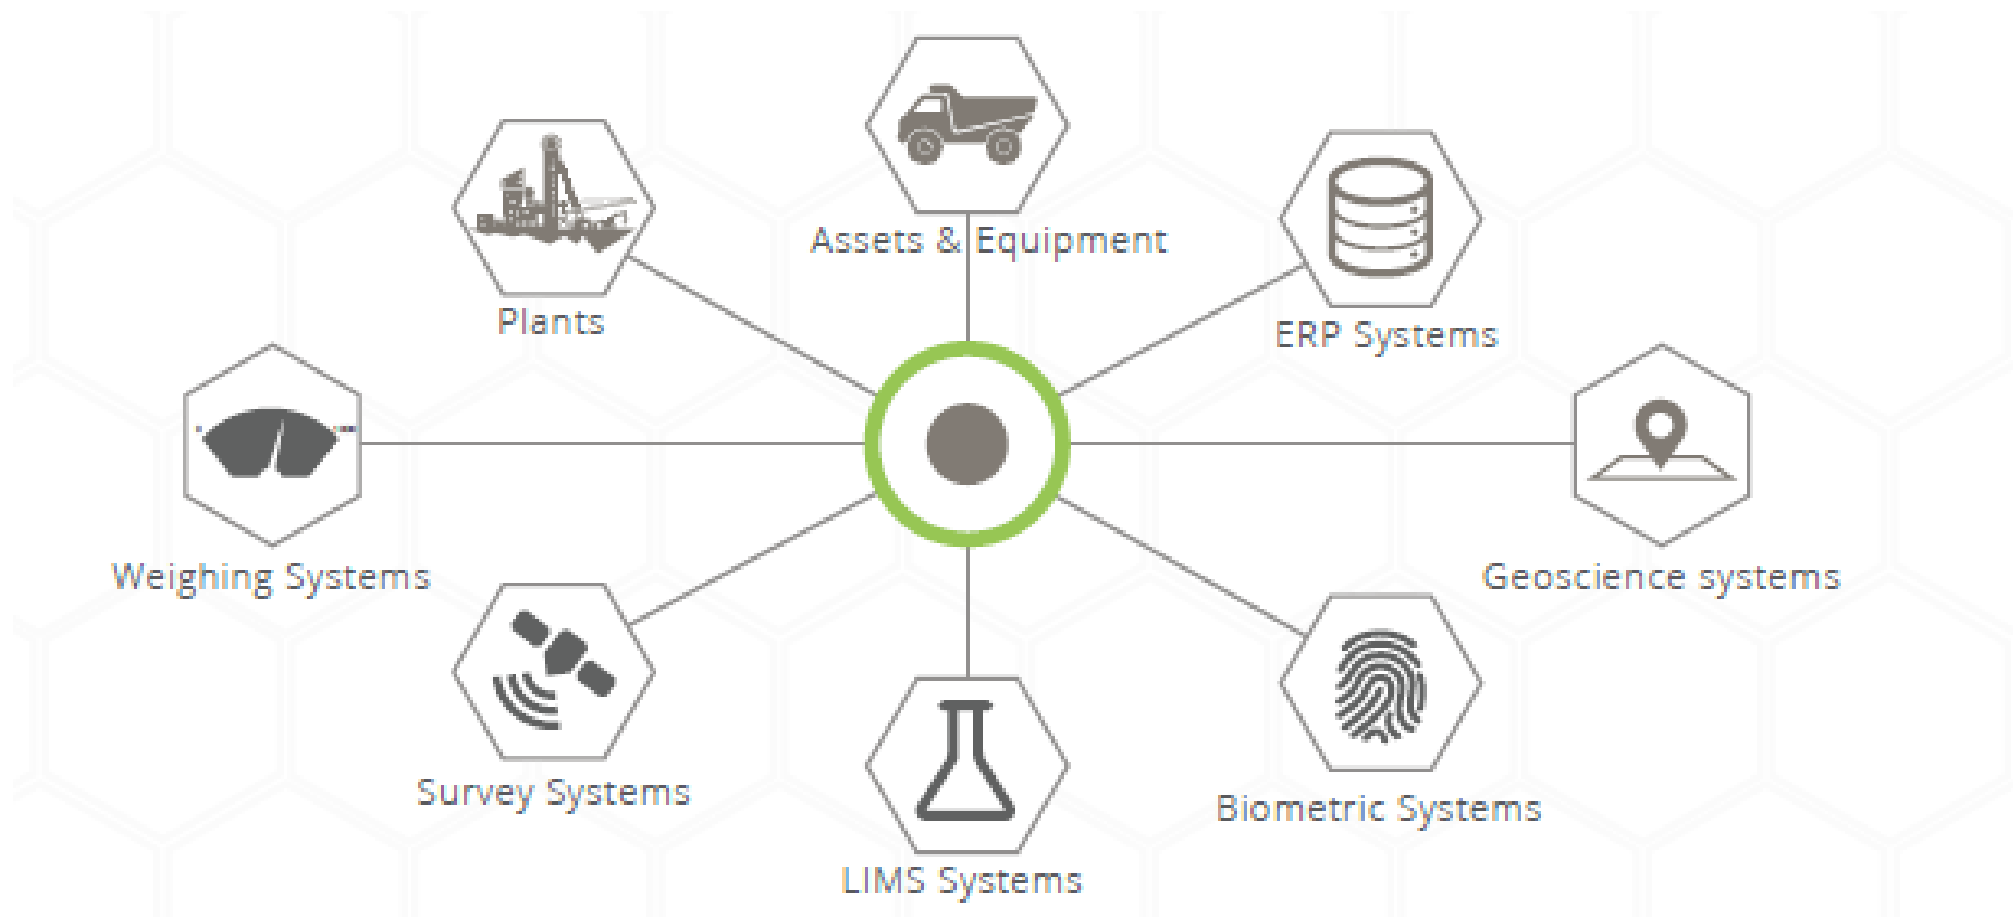 Assets & Equipment
Plants
ERP Systems
Weighing Systems
Geoscience systems
Survey Systems
Biometric Systems
LIMS Systems